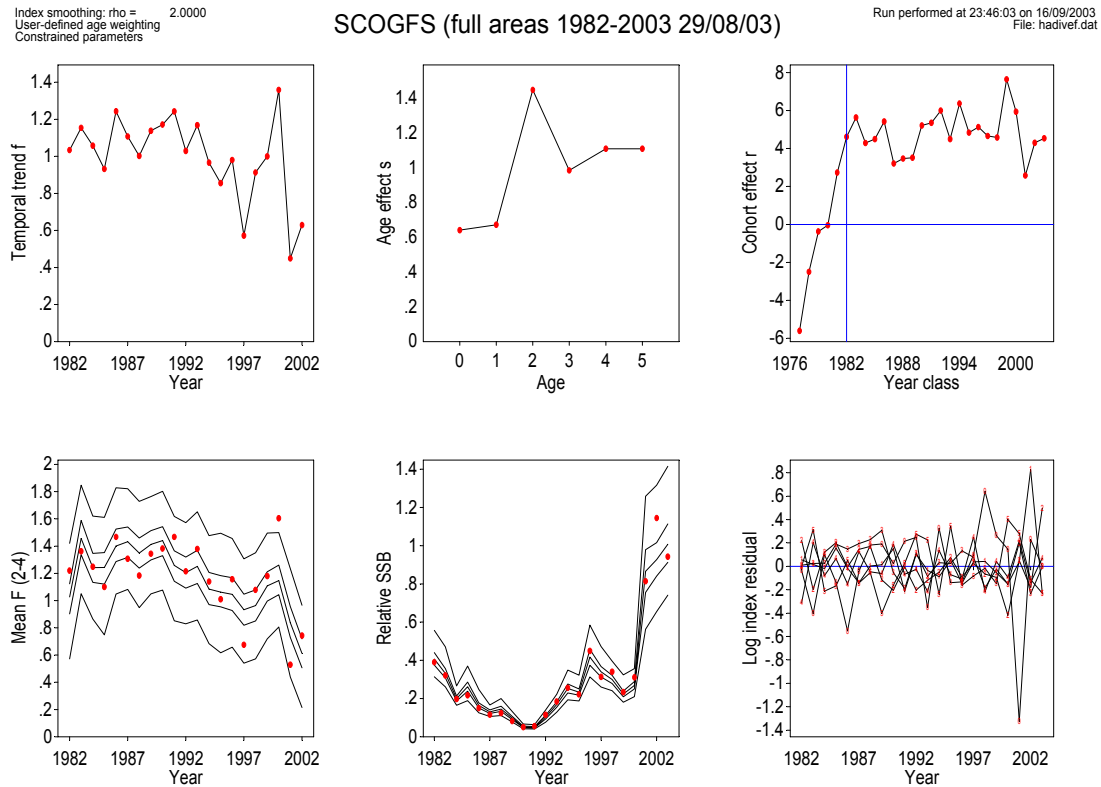 Index smoothing: rho = 2.0000
User-defined age weighting
Constrained parameters
SCOGFS (full areas 1982-2003 29/08/03)
Run performed at 23:46:03 on 16/09/2003
File: hadivef.dat
Temporal trend f
1.4
1.2
1
.8
.6
.4
.2
0
1982 1987 1992 1997 2002
Year
Age effect s
1.4
1.2
1
.8
.6
.4
.2
0
0 1 2 3 4 5
Age
Cohort effect r
8
6
4
2
0
-2
-4
-6
1976 1982 1988 1994 2000
Year class
Mean F (2-4)
2
1.8
1.6
1.4
1.2
1
.8
.6
.4
.2
0
1982 1987 1992 1997 2002
Year
Relative SSB
1.4
1.2
1
.8
.6
.4
.2
0
1982 1987 1992 1997 2002
Year
Log index residual
.8
.6
.4
.2
0
-.2
-.4
-.6
-.8
-1
-1.2
-1.4
1982 1987 1992 1997 2002
Year